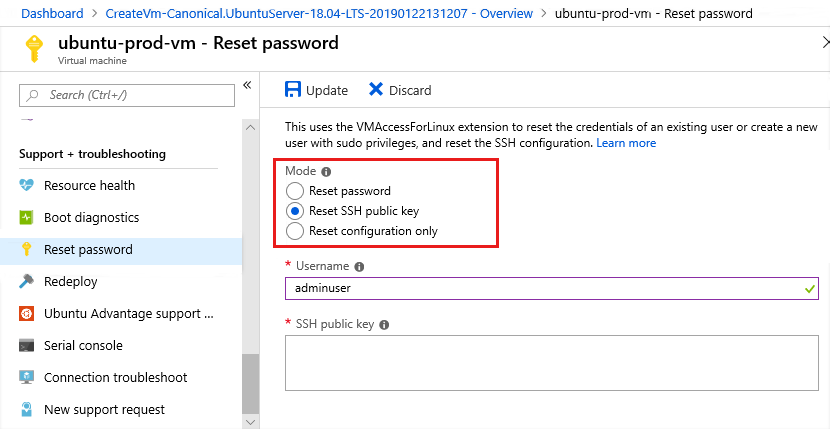 Dashboard > CreateVm-Canonical.UbuntuServer-18.04-LTS-20190122131207 - Overview > ubuntu-prod-vm - Reset password
ubuntu-prod-vm - Reset password
Virtual machine
Search (Ctrl+/)
Support + troubleshooting
Resource health
Boot diagnostics
Reset password
Redeploy
Ubuntu Advantage support ...
Serial console
Connection troubleshoot
New support request
Update
Discard
This uses the VMAccessForLinux extension to reset the credentials of an existing user or create a new
user with sudo privileges, and reset the SSH configuration. Learn more
Mode
Reset password
Reset SSH public key
Reset configuration only
* Username
adminuser
* SSH public key